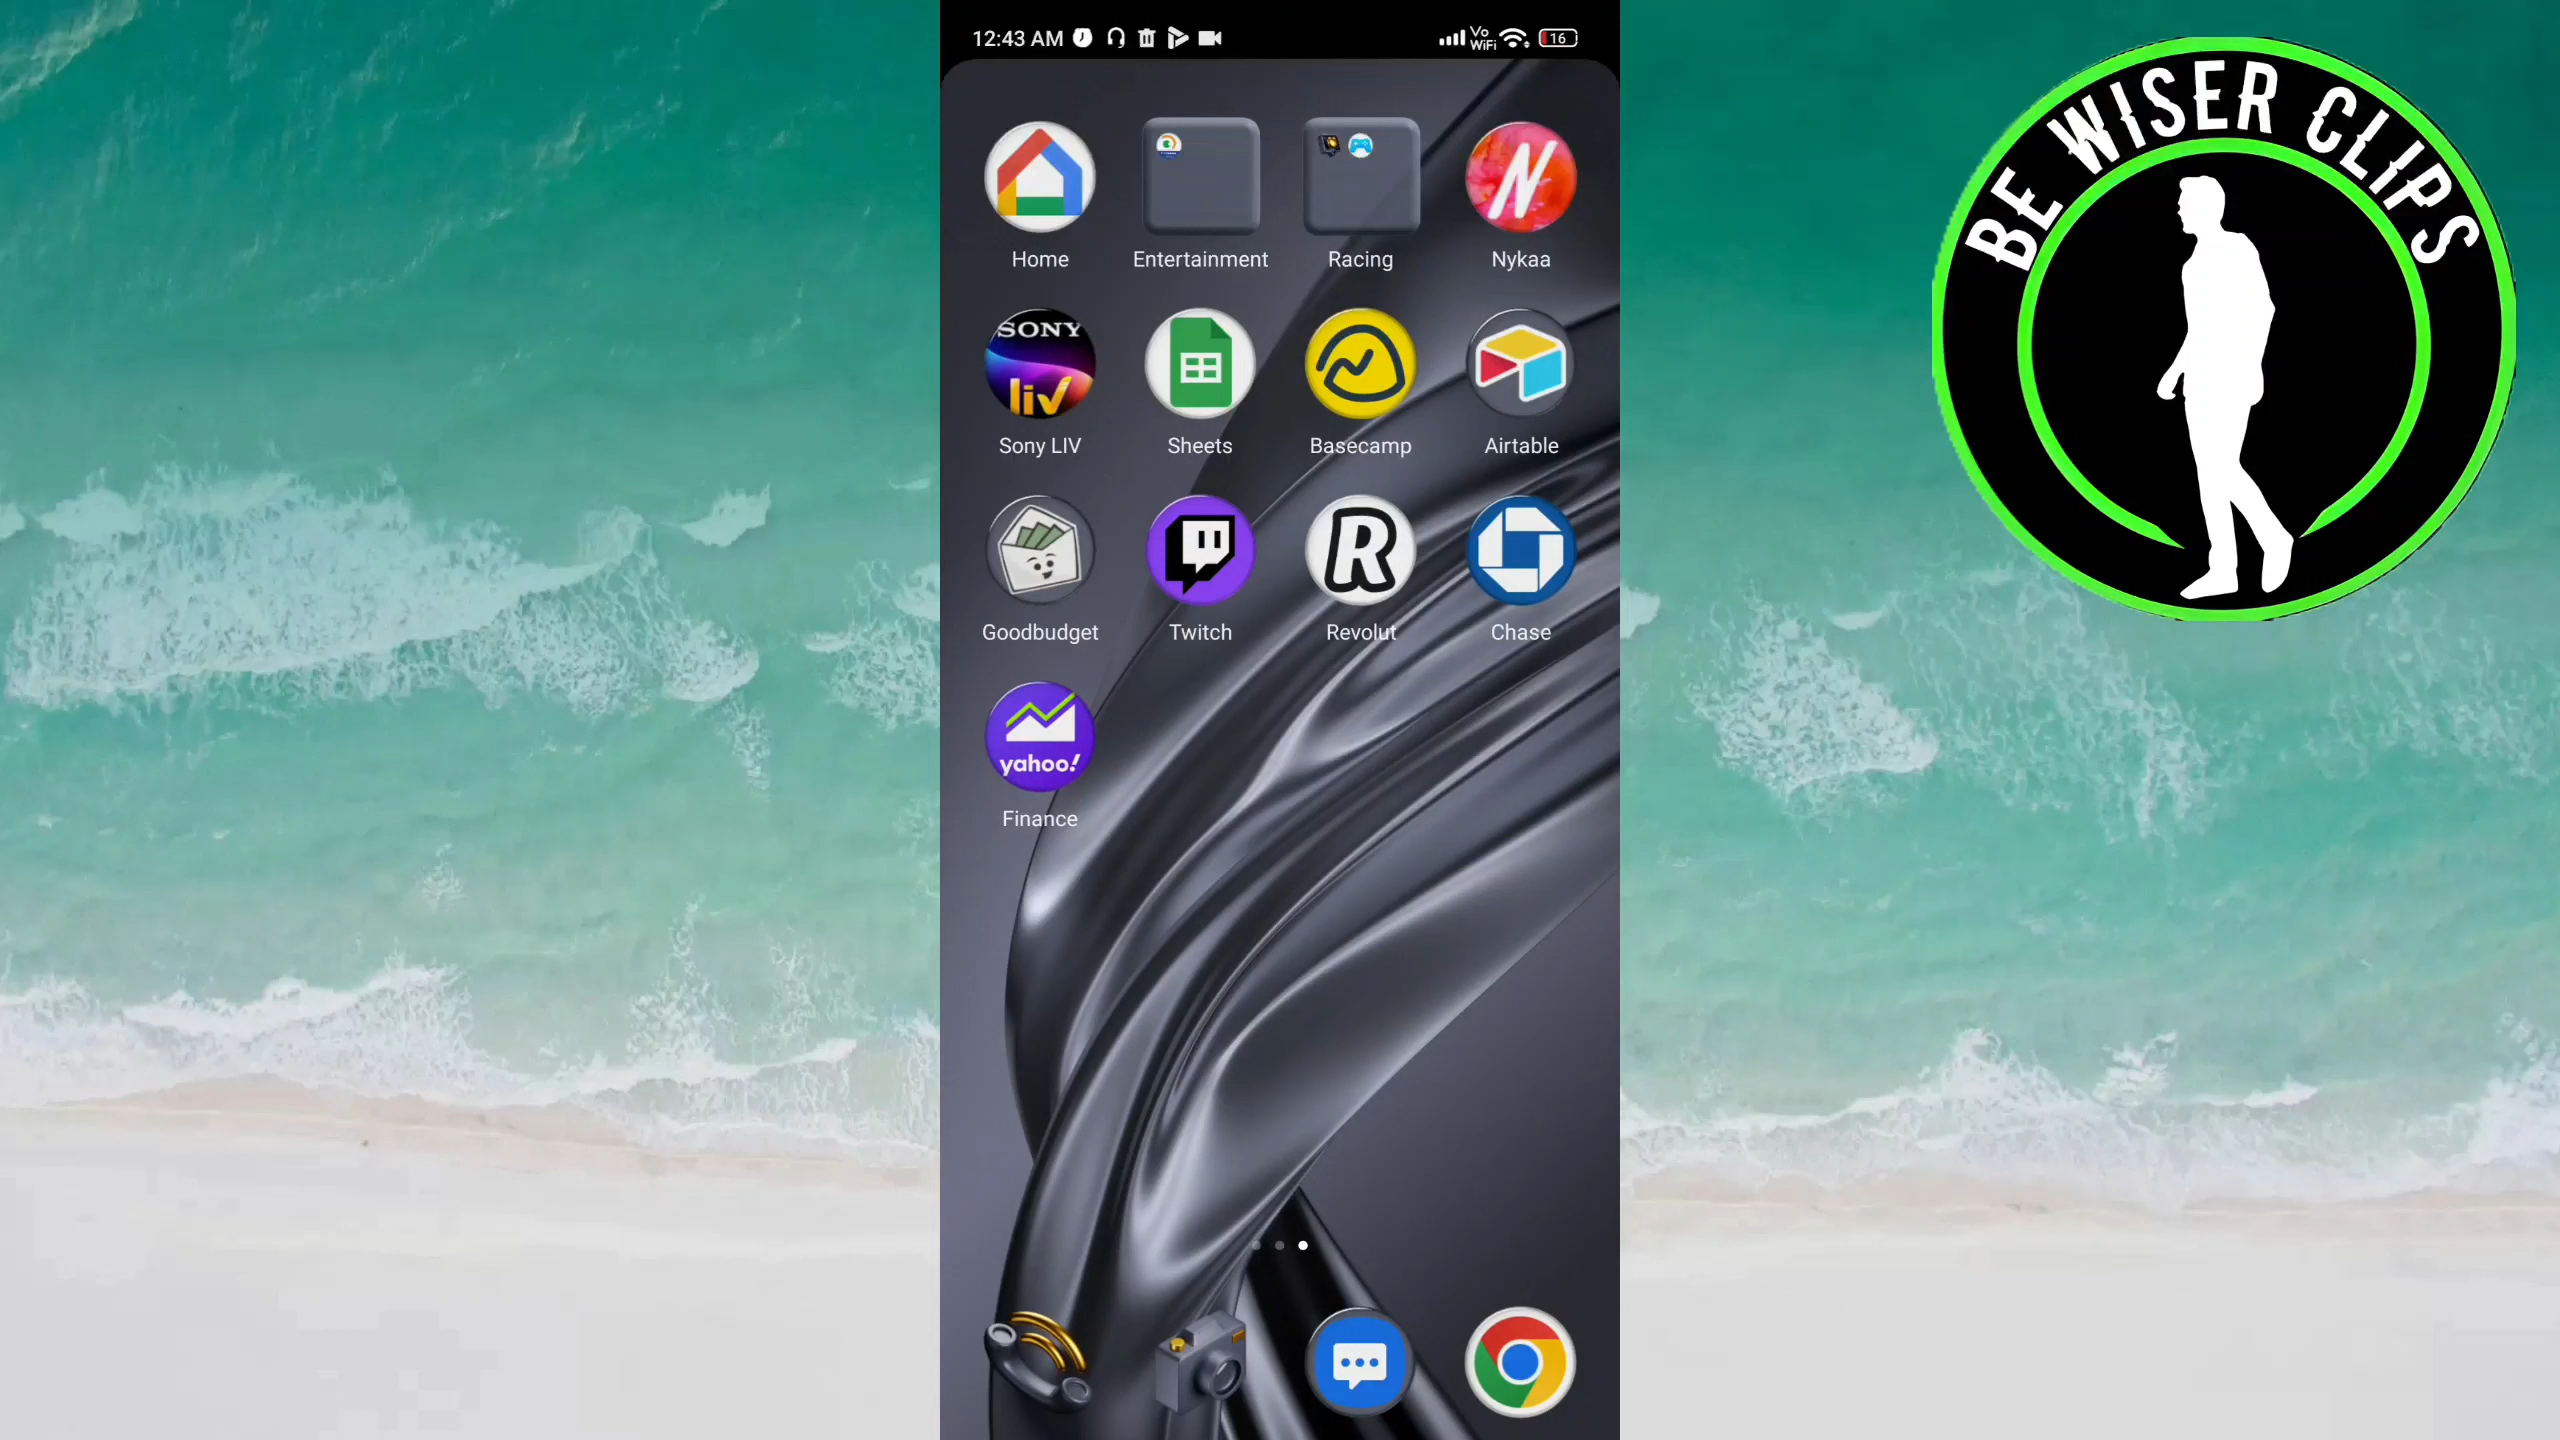 12:43 AM
Vo
WiFi
16
BE WISER CLIPS
Home
Entertainment
Racing
Nykaa
SONY
liv
Sony LIV
Sheets
Basecamp
Airtable
Goodbudget
Twitch
Revolut
Chase
yahoo!
Finance